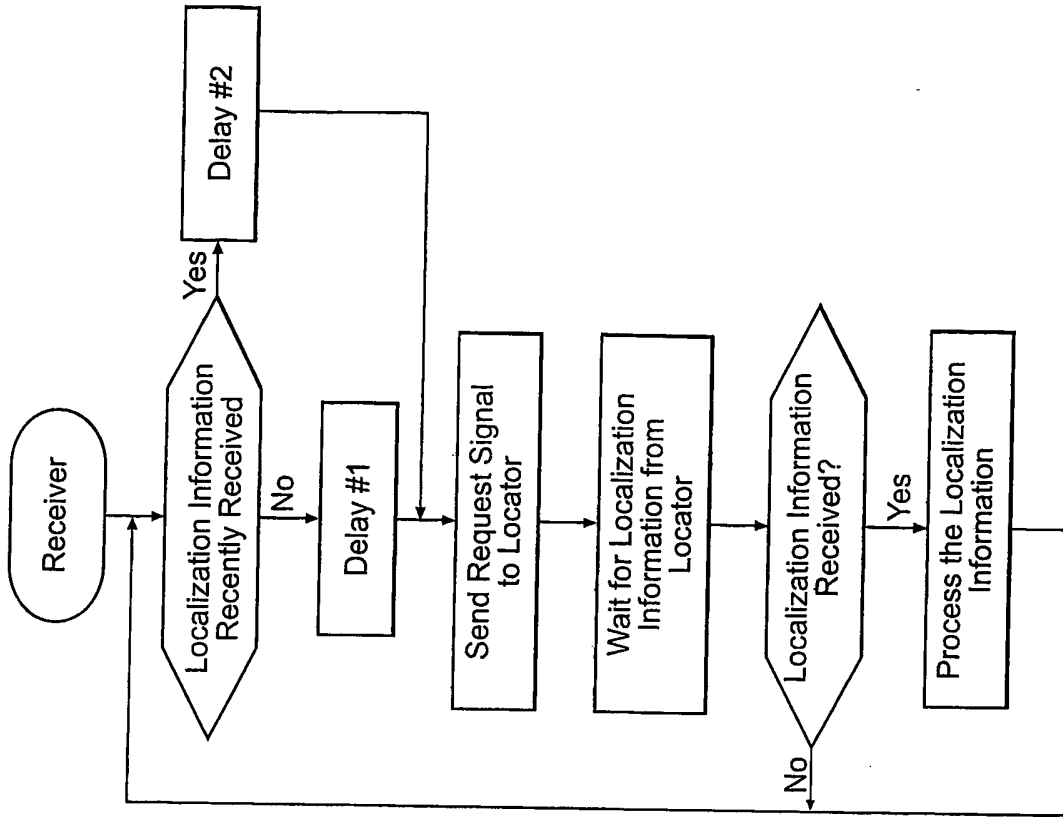 Receiver
Localization Information
Recently Received
Yes
Delay #2
No
Delay #1
Send Request Signal
to Locator
Wait for Localization
Information from
Locator
Localization Information
Received?
No
Yes
Process the Localization
Information